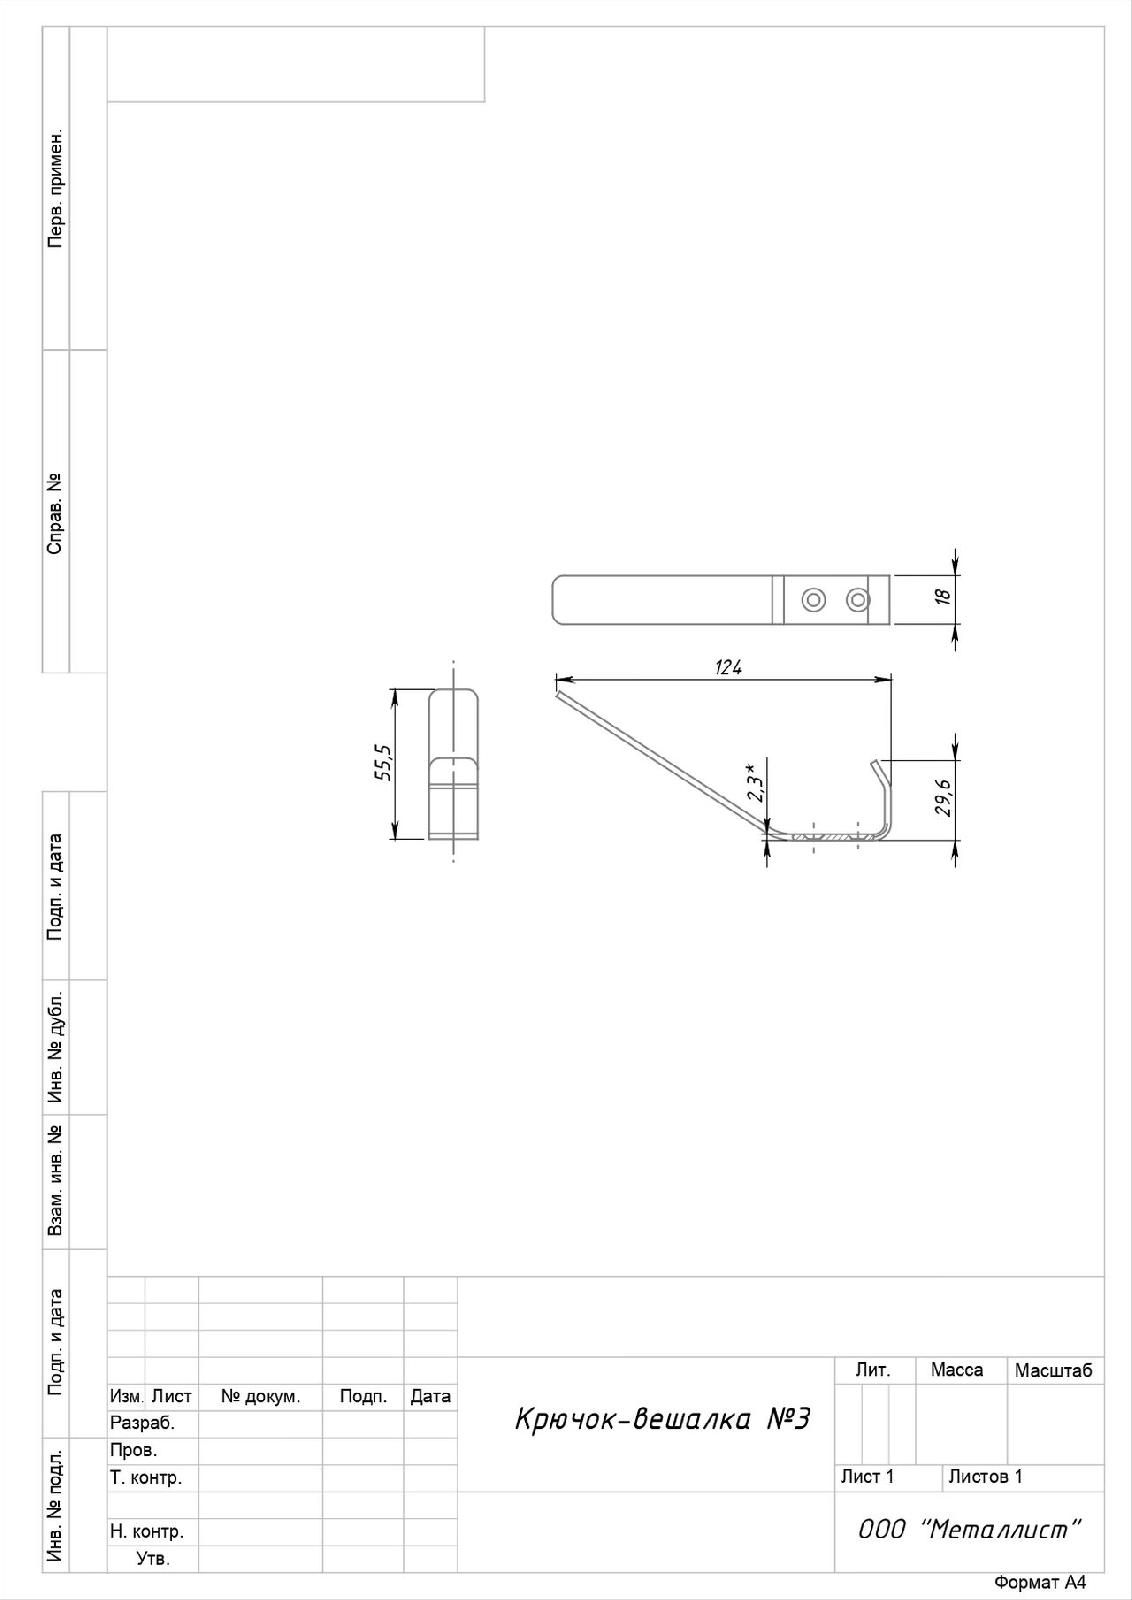 Перв. примен.
Справ. №
Подп. и дата
Инв. № дубл.
Взам. инв. №
Подп. и дата
Инв. № подл.
18
124
55,5
2,3*
29,6
Изм. Лист № докум. Подп. Дата
Разраб.
Пров.
Т. контр.
Н. контр.
Утв.
Крючок-вешалка №3
Лит. Масса Масштаб
Лист 1 Листов 1
ООО "Металлист"
Формат А4